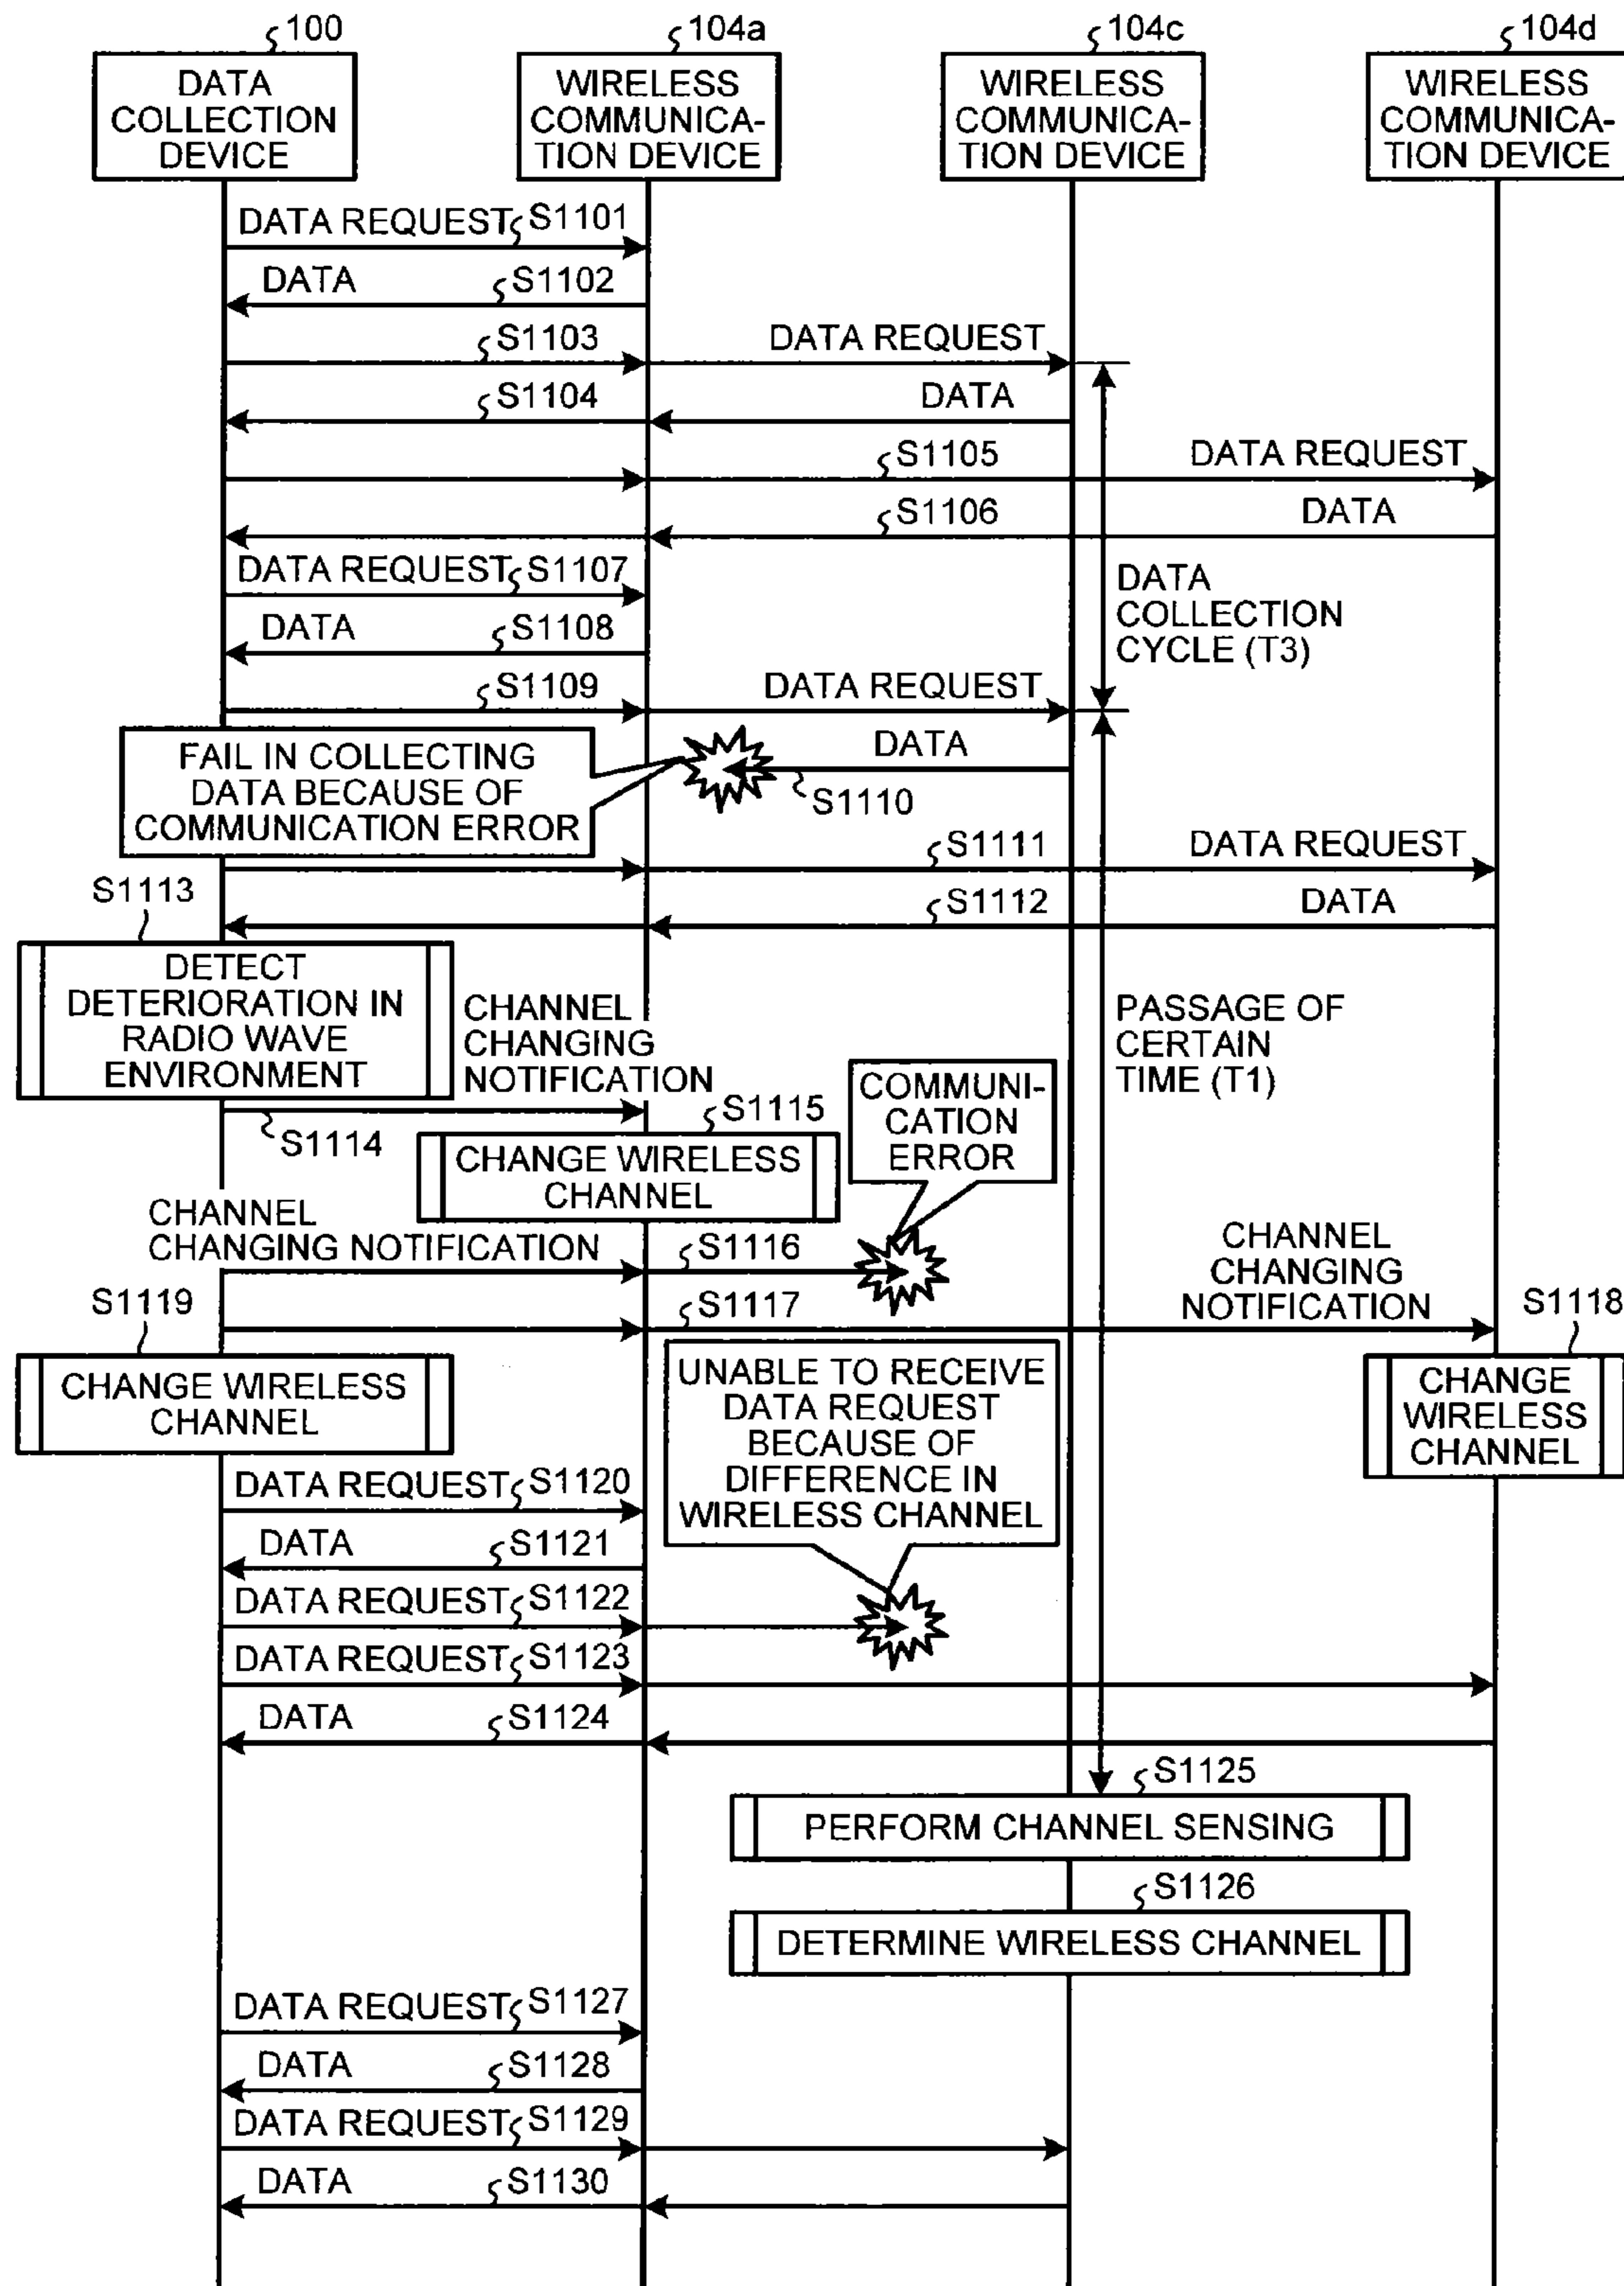 100
104a
104c
104d
DATA
COLLECTION
DEVICE
WIRELESS
COMMUNICA-
TION DEVICE
WIRELESS
COMMUNICA-
TION DEVICE
WIRELESS
COMMUNICA-
TION DEVICE
DATA REQUEST S1101
DATA S1102
S1103 DATA REQUEST
S1104 DATA
S1105 DATA REQUEST
S1106 DATA
DATA REQUEST S1107
DATA S1108
DATA
COLLECTION
CYCLE (T3)
S1109 DATA REQUEST
FAIL IN COLLECTING
DATA BECAUSE OF
COMMUNICATION ERROR
DATA
S1110
S1111 DATA REQUEST
S1112 DATA
S1113
DETECT
DETERIORATION IN
RADIO WAVE
ENVIRONMENT
CHANNEL
CHANGING
NOTIFICATION
S1114
PASSAGE OF
CERTAIN
TIME (T1)
S1115
CHANGE WIRELESS
CHANNEL
COMMUNI-
CATION
ERROR
CHANNEL
CHANGING NOTIFICATION S1116
S1117
CHANNEL
CHANGING
NOTIFICATION
S1118
CHANGE
WIRELESS
CHANNEL
S1119
CHANGE WIRELESS
CHANNEL
UNABLE TO RECEIVE
DATA REQUEST
BECAUSE OF
DIFFERENCE IN
WIRELESS CHANNEL
DATA REQUEST S1120
DATA S1121
DATA REQUEST S1122
DATA REQUEST S1123
DATA S1124
S1125
PERFORM CHANNEL SENSING
S1126
DETERMINE WIRELESS CHANNEL
DATA REQUEST S1127
DATA S1128
DATA REQUEST S1129
DATA S1130